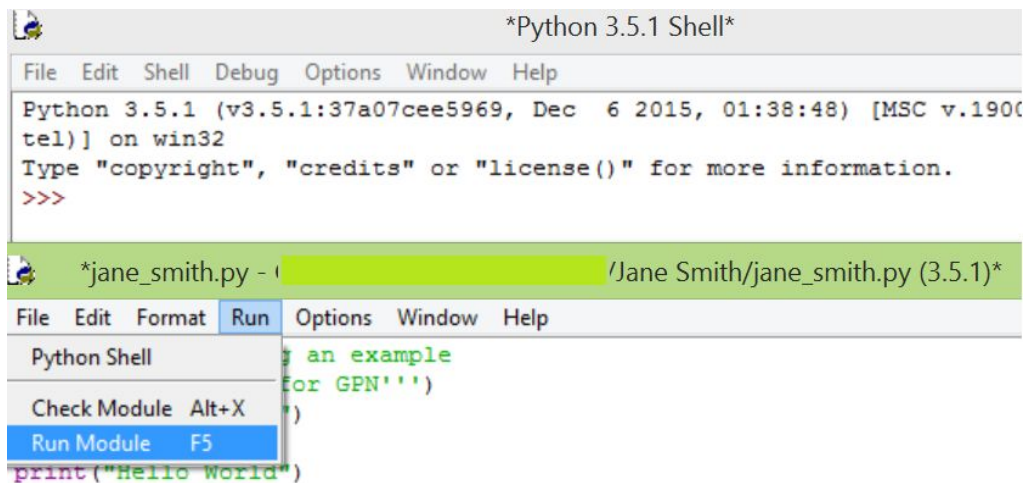 *Python 3.5.1 Shell*
File Edit Shell Debug Options Window Help
Python 3.5.1 (v3.5.1:37a07cee5969, Dec  6 2015, 01:38:48) [MSC v.1900
tel)] on win32
Type "copyright", "credits" or "license()" for more information.
>>>
*jane_smith.py - /Jane Smith/jane_smith.py (3.5.1)*
File Edit Format Run Options Window Help
Python Shell
an example
for GPN''')
Check Module Alt+X
")
Run Module F5
print("Hello World")